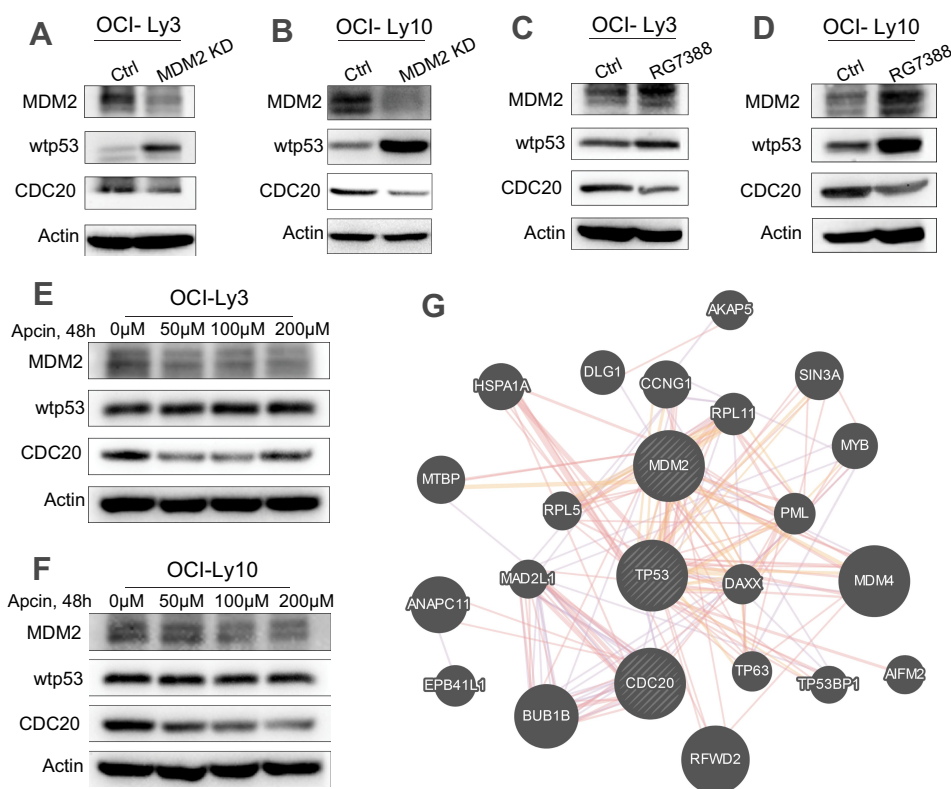 A
OCI- Ly3
Ctrl MDM2 KD
MDM2
wtp53
CDC20
Actin
B
OCI- Ly10
Ctrl MDM2 KD
MDM2
wtp53
CDC20
Actin
C
OCI- Ly3
Ctrl RG7388
MDM2
wtp53
CDC20
Actin
D
OCI- Ly10
Ctrl RG7388
MDM2
wtp53
CDC20
Actin
E
OCI-Ly3
Apcin, 48h 0μM 50μM 100μM 200μM
MDM2
wtp53
CDC20
Actin
F
OCI-Ly10
Apcin, 48h 0μM 50μM 100μM 200μM
MDM2
wtp53
CDC20
Actin
G
AKAP5
DLG1
SIN3A
HSPA1A
CCNG1
RPL11
MYB
MDM2
MTBP
RPL5
PML
MAD2L1
TP53
DAXX
MDM4
ANAPC11
TP63
AIFM2
EPB41L1
CDC20
TP53BP1
BUB1B
RFWD2